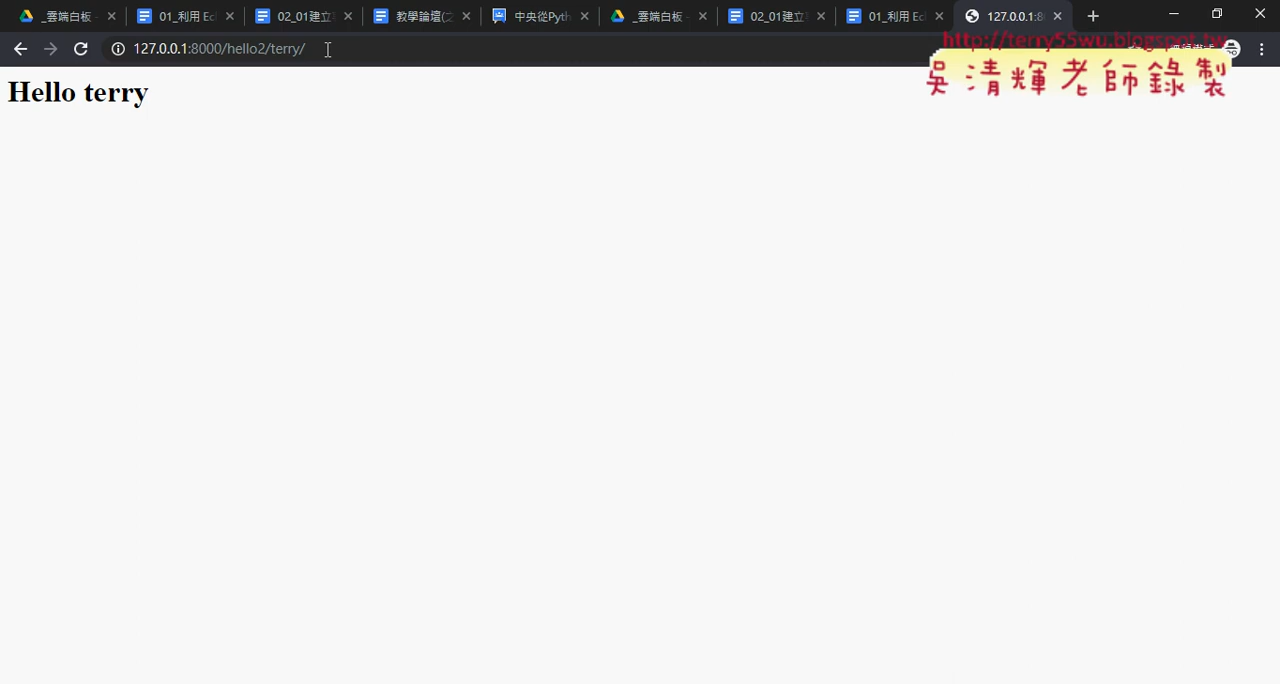 _雲端白板 -
01_利用 Ecl
02_01建立
教學論壇(之
中央從Pyth
_雲端白板 -
02_01建立
01_利用 Ecl
127.0.0.1:8
127.0.0.1:8000/hello2/terry/
http://terry55wu.blogspot.tw
吳清輝老師錄製
Hello terry